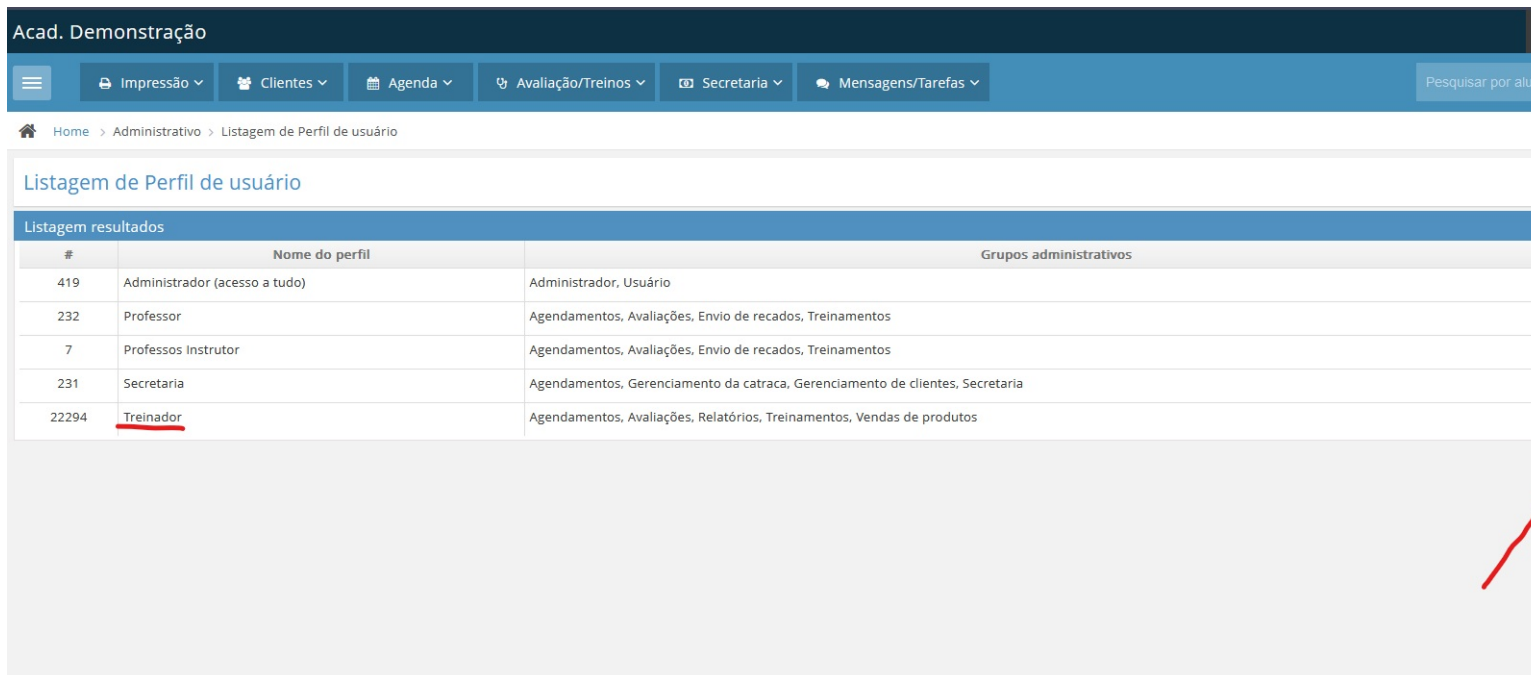 Acad. Demonstração
Impressão Clientes Agenda Avaliação/Treinos Secretaria Mensagens/Tarefas Pesquisar por alu
Home > Administrativo > Listagem de Perfil de usuário
Listagem de Perfil de usuário
Listagem resultados
# Nome do perfil Grupos administrativos
419 Administrador (acesso a tudo) Administrador, Usuário
232 Professor Agendamentos, Avaliações, Envio de recados, Treinamentos
7 Professos Instrutor Agendamentos, Avaliações, Envio de recados, Treinamentos
231 Secretaria Agendamentos, Gerenciamento da catraca, Gerenciamento de clientes, Secretaria
22294 Treinador Agendamentos, Avaliações, Relatórios, Treinamentos, Vendas de produtos